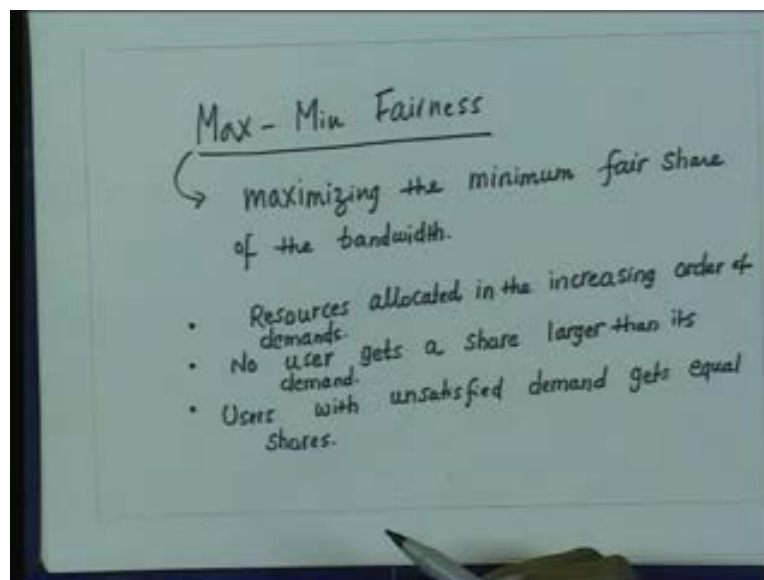 Max - Min Fairness
maximizing the minimum fair share
of the bandwidth.
• Resources allocated in the increasing order of
demands.
• No user gets a share larger than its
demand.
• Users with unsatisfied demand gets equal
shares.